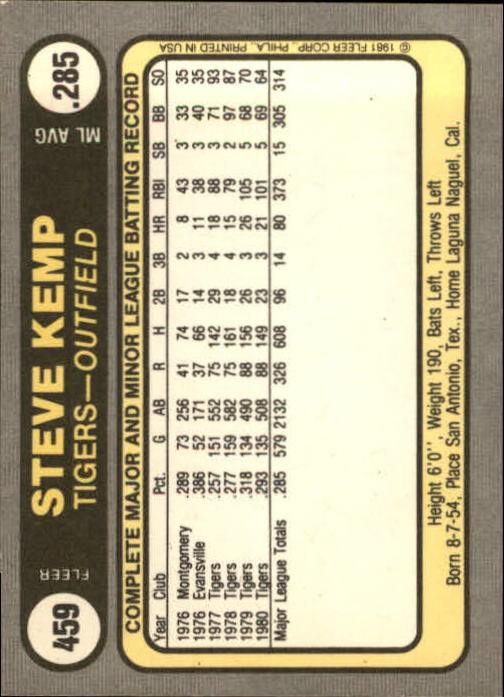 459
FLEER
STEVE KEMP
TIGERS—OUTFIELD
ML AVG
.285
COMPLETE MAJOR AND MINOR LEAGUE BATTING RECORD
Year Club Pct. G AB R H 2B 3B HR RBI SB BB SO
1976 Montgomery .289 73 256 41 74 17 2 8 43 3 33 35
1976 Evansville .386 52 171 37 66 14 3 11 38 3 40 35
1977 Tigers .257 151 552 75 142 29 4 18 88 3 71 93
1978 Tigers .277 159 582 75 161 18 4 15 79 2 97 87
1979 Tigers .318 134 490 88 156 26 3 26 105 5 68 70
1980 Tigers .293 135 508 88 149 23 3 21 101 5 69 64
Major League Totals .285 579 2132 326 608 96 14 80 373 15 305 314
Height 6'0'', Weight 190, Bats Left, Throws Left
Born 8-7-54, Place San Antonio, Tex., Home Laguna Naguel, Cal.
© 1981 FLEER CORP., PHILA., PRINTED IN USA